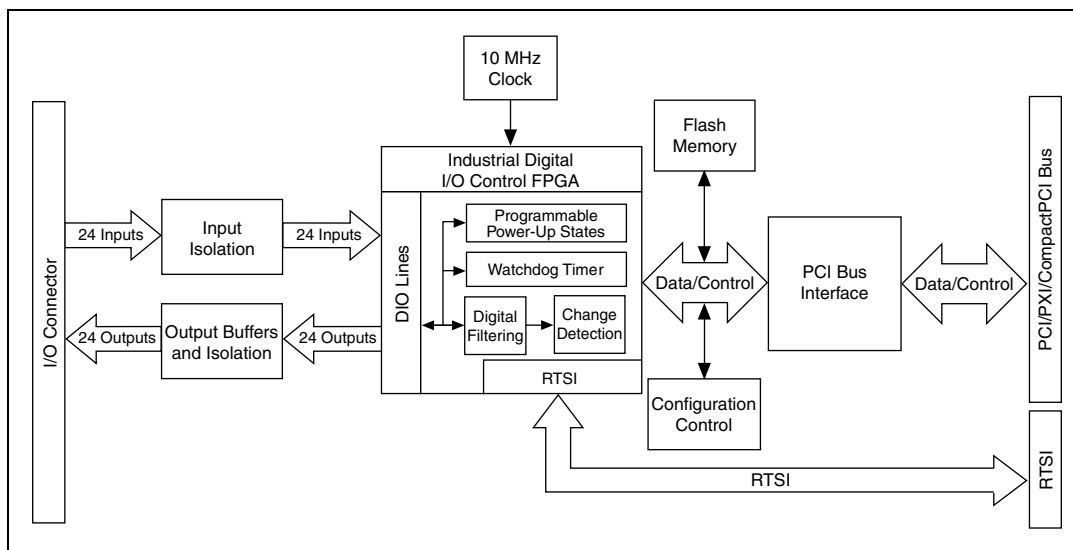 10 MHz
Clock
Flash
Memory
Industrial Digital
I/O Control FPGA
I/O Connector
24 Inputs
Input
Isolation
24 Inputs
DIO Lines
Programmable
Power-Up States
Watchdog Timer
Digital
Filtering
Change
Detection
RTSI
24 Outputs
Output Buffers
and Isolation
24 Outputs
Data/Control
PCI Bus
Interface
Data/Control
PCI/PXI/CompactPCI Bus
Configuration
Control
RTSI
RTSI